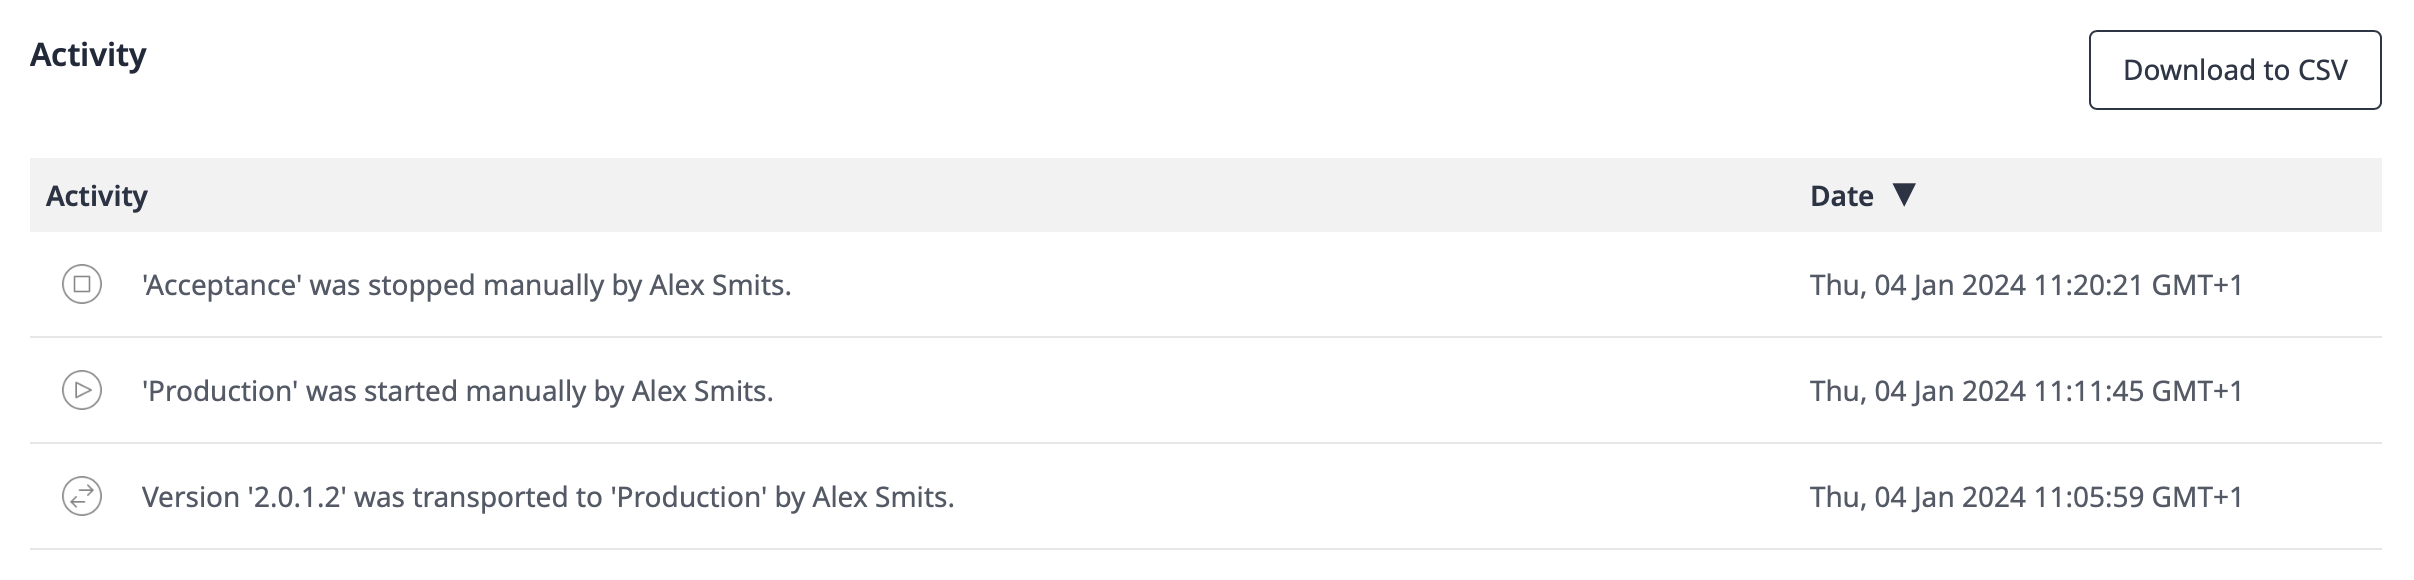 Activity
Download to CSV
Activity Date ▼
'Acceptance' was stopped manually by Alex Smits. Thu, 04 Jan 2024 11:20:21 GMT+1
'Production' was started manually by Alex Smits. Thu, 04 Jan 2024 11:11:45 GMT+1
Version '2.0.1.2' was transported to 'Production' by Alex Smits. Thu, 04 Jan 2024 11:05:59 GMT+1